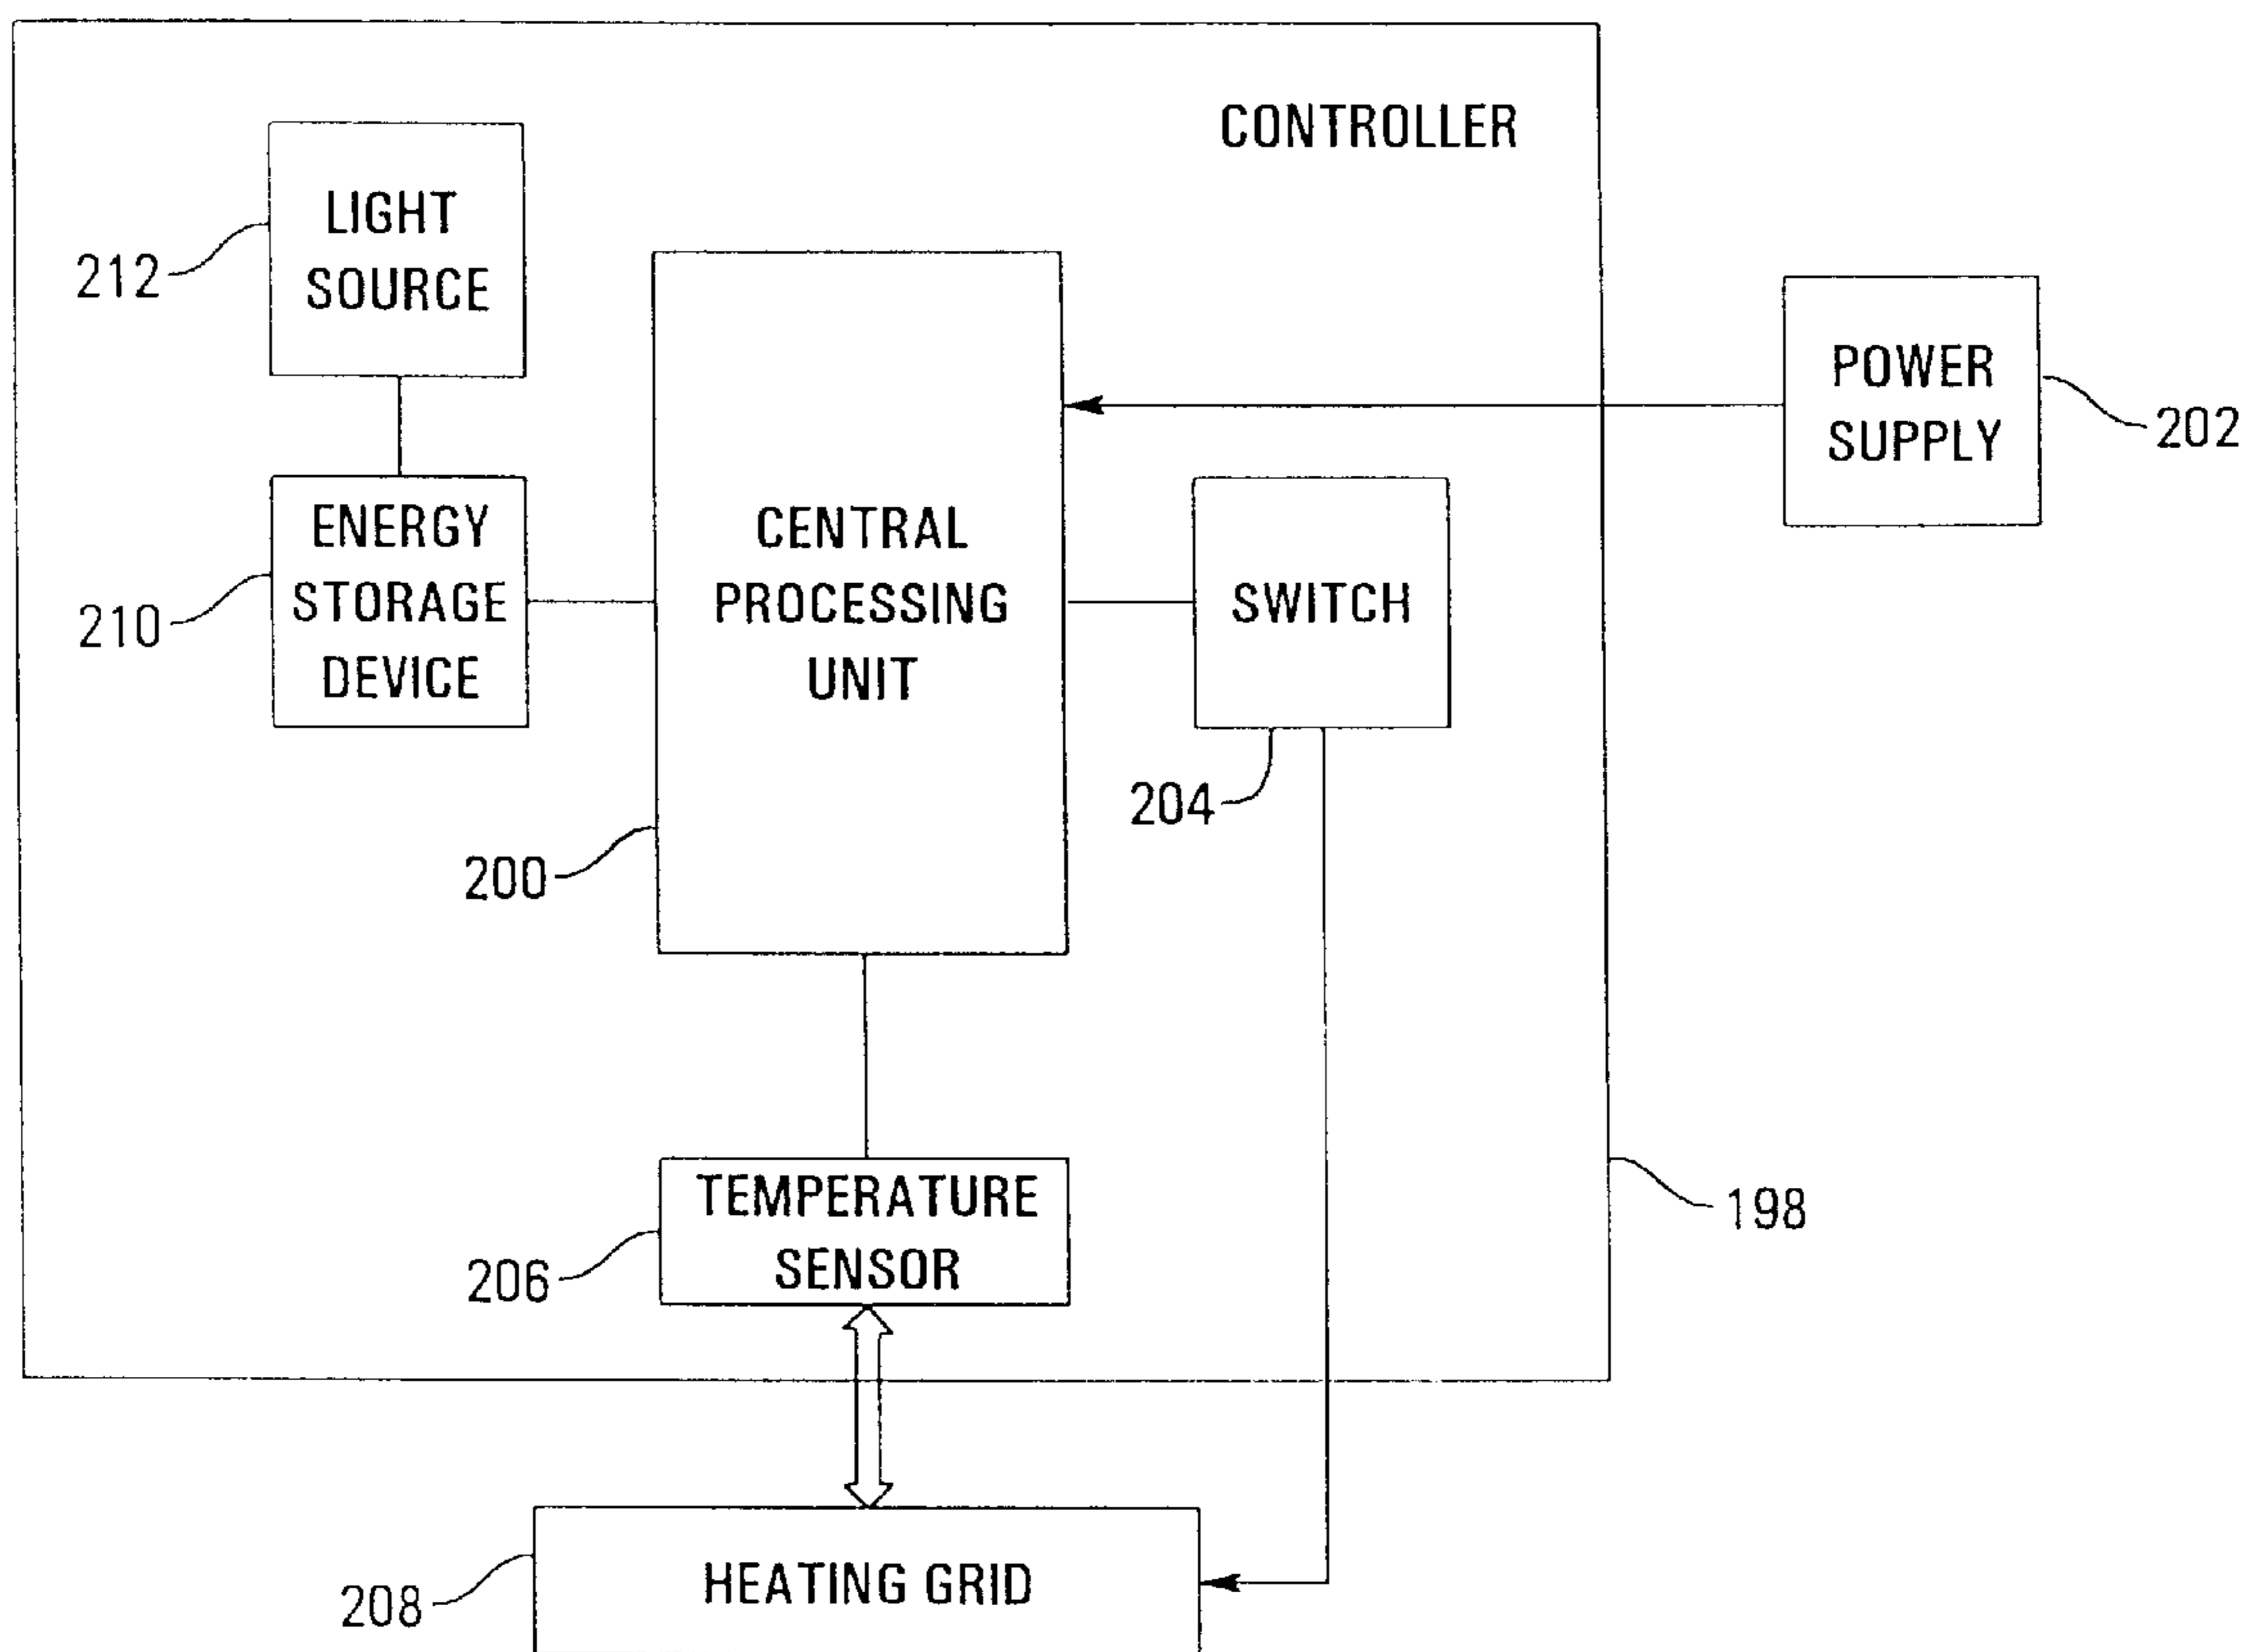 CONTROLLER
LIGHT
SOURCE
212
POWER
SUPPLY
202
ENERGY
STORAGE
DEVICE
210
CENTRAL
PROCESSING
UNIT
SWITCH
204
200
TEMPERATURE
SENSOR
198
206
HEATING GRID
208